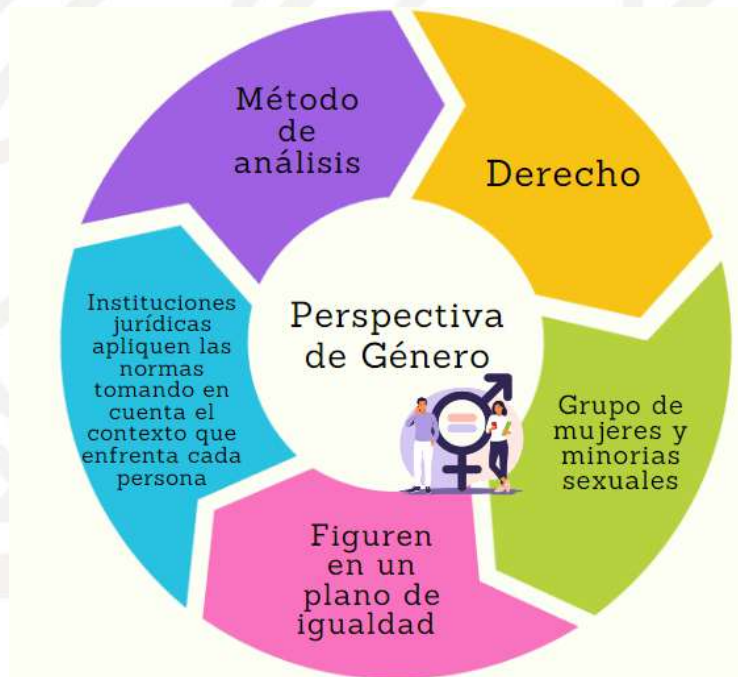 Método
de
análisis
Derecho
Grupo de
mujeres y
minorias
sexuales
Figuren
en un
plano de
igualdad
Instituciones
jurídicas
apliquen las
normas
tomando en
cuenta el
contexto que
enfrenta cada
persona
Perspectiva
de Género